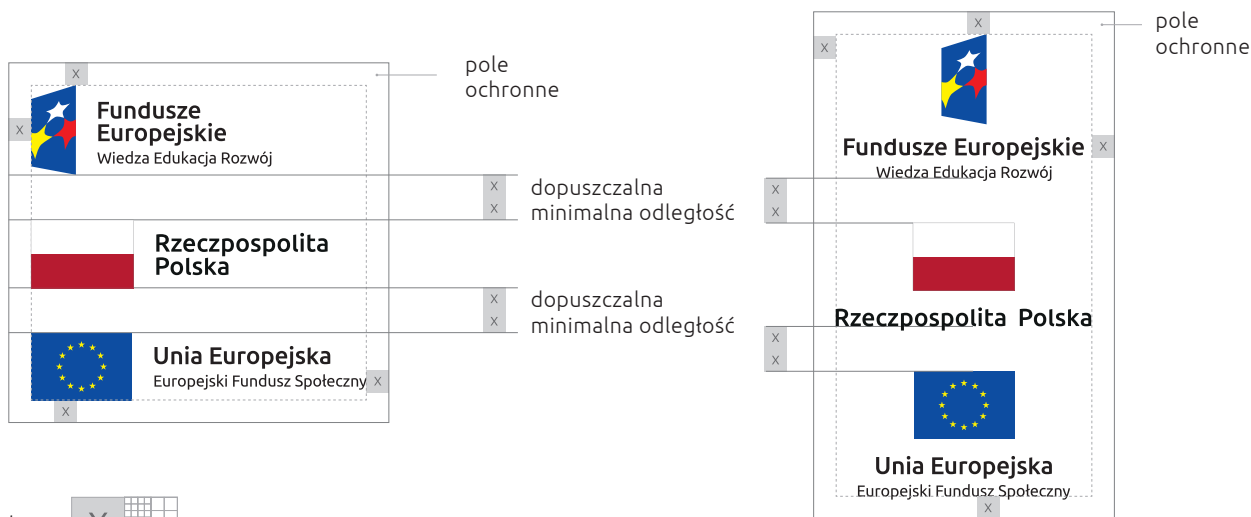 X
pole
ochronne
X
Fundusze
Europejskie
Wiedza Edukacja Rozwój
X
dopuszczalna
X
minimalna odległość
Rzeczpospolita
Polska
X
dopuszczalna
X
minimalna odległość
Unia Europejska
Europejski Fundusz Społeczny
X
X
X
X
pole
ochronne
X
Fundusze Europejskie
X
Wiedza Edukacja Rozwój
X
X
Rzeczpospolita Polska
X
X
Unia Europejska
Europejski Fundusz Społeczny
X